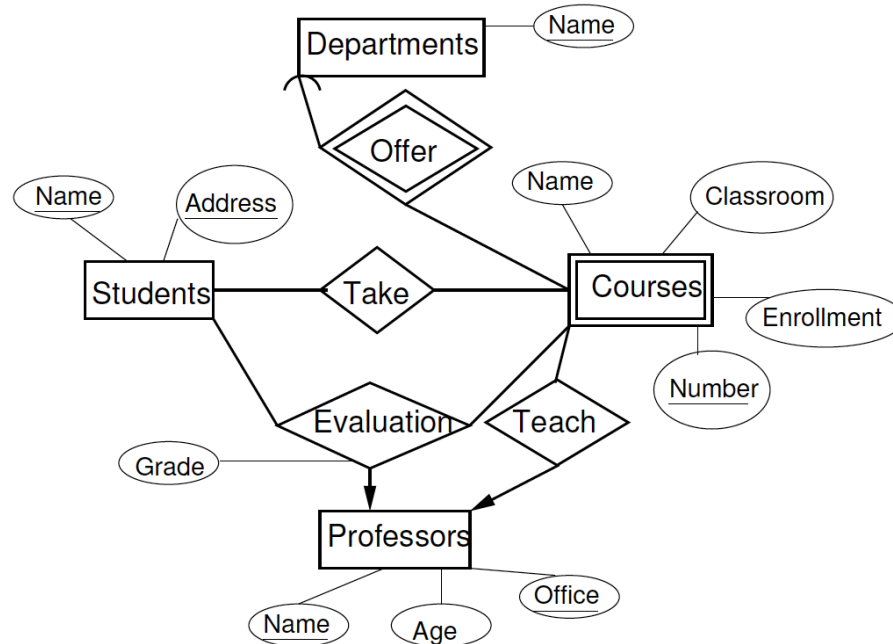 Departments
Name
Offer
Name
Classroom
Name
Address
Students
Take
Courses
Enrollment
Number
Evaluation
Teach
Grade
Professors
Name
Age
Office